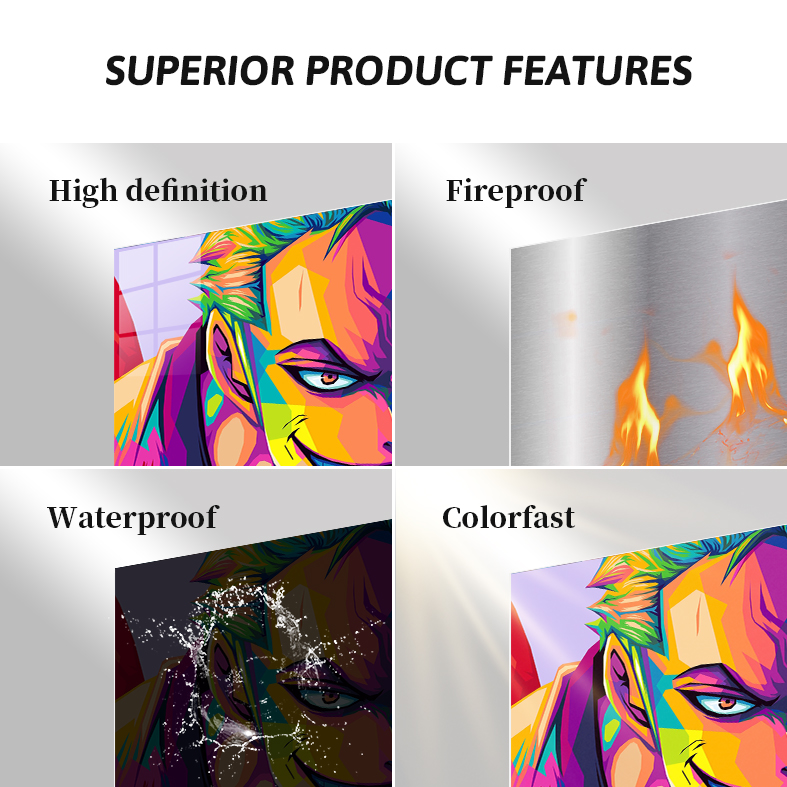 SUPERIOR PRODUCT FEATURES
High definition
Fireproof
Waterproof
Colorfast